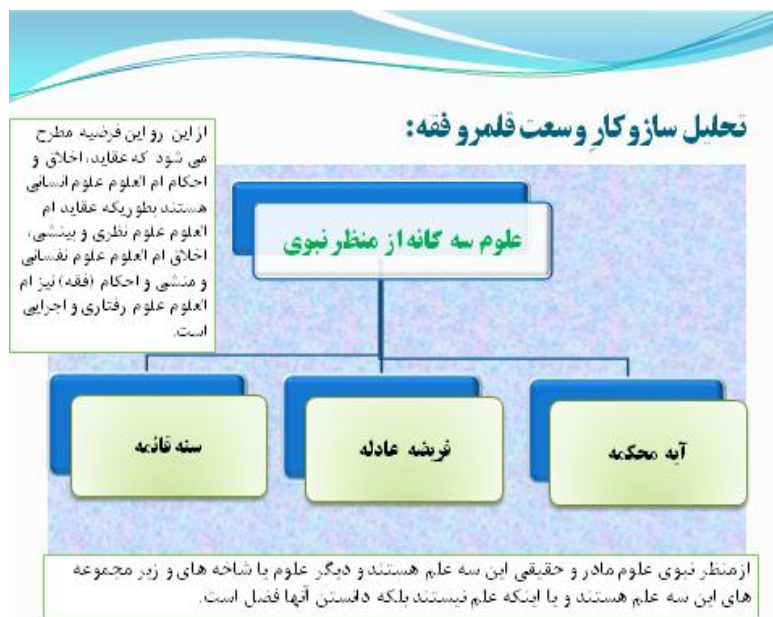 تحلیل سازو کارِ وسعت قلمرو فقه:
از این رو این فرضیه مطرح
می شود که عقاید، اخلاق و
احکام ام العلوم علوم انسانی
هستند بطوریکه عقاید ام
العلوم علوم نظری و بینشی،
اخلاق ام العلوم علوم نفسانی
و منشی و احکام (فقه) نیز ام
العلوم علوم رفتاری و اجرایی
است.
علوم سه گانه از منظر نبوی
آیه محکمه
فریضه عادله
سنه قائمه
از منظر نبوی علوم مادر و حقیقی این سه علم هستند و دیگر علوم یا شاخه های و زیر مجموعه
های این سه علم هستند و یا اینکه علم نیستند بلکه دانستن آنها فضل است.